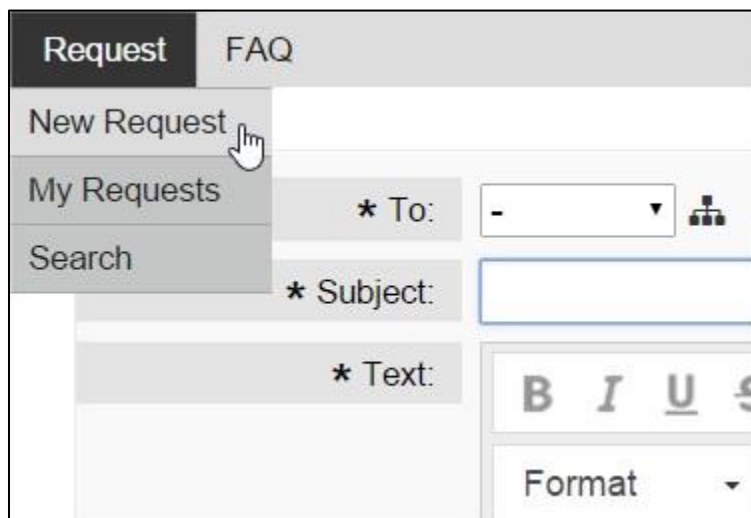 Request FAQ
New Request
My Requests
Search
* To: -
* Subject:
* Text:
B I U S
Format